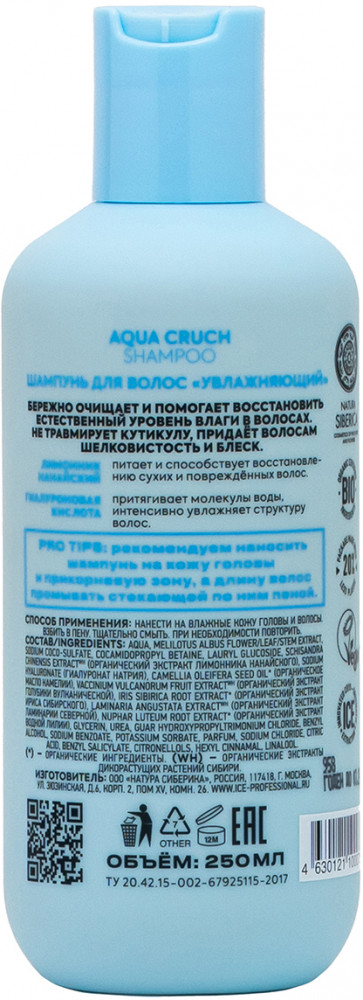 AQUA CRUCH
SHAMPOO
ШАМПУНЬ ДЛЯ ВОЛОС «УВЛАЖНЯЮЩИЙ»
БЕРЕЖНО ОЧИЩАЕТ И ПОМОГАЕТ ВОССТАНОВИТЬ
ЕСТЕСТВЕННЫЙ УРОВЕНЬ ВЛАГИ В ВОЛОСАХ.
НЕ ТРАВМИРУЕТ КУТИКУЛУ, ПРИДАЁТ ВОЛОСАМ
ШЕЛКОВИСТОСТЬ И БЛЕСК.
ЛИМОННИК
НАНАЙСКИЙ
питает и способствует восстановле-
нию сухих и повреждённых волос.
ГИАЛУРОНОВАЯ
КИСЛОТА
притягивает молекулы воды,
интенсивно увлажняет структуру
волос.
PRO TIPS: рекомендуем наносить
шампунь на кожу головы
и прикорневую зону, а длину волос
промывать стекающей по ним пеной.
СПОСОБ ПРИМЕНЕНИЯ: НАНЕСТИ НА ВЛАЖНЫЕ КОЖУ ГОЛОВЫ И ВОЛОСЫ,
ВЗБИТЬ В ПЕНУ. ТЩАТЕЛЬНО СМЫТЬ. ПРИ НЕОБХОДИМОСТИ ПОВТОРИТЬ.
СОСТАВ/INGREDIENTS: AQUA, MELILOTUS ALBUS FLOWER/LEAF/STEM EXTRACT,
SODIUM COCO-SULFATE, COCAMIDOPROPYL BETAINE, LAURYL GLUCOSIDE, SCHISANDRA
CHINENSIS EXTRACT* (ОРГАНИЧЕСКИЙ ЭКСТРАКТ ЛИМОННИКА НАНАЙСКОГО), SODIUM
HYALURONATE (ГИАЛУРОНАТ НАТРИЯ), CAMELLIA OLEIFERA SEED OIL* (ОРГАНИЧЕСКОЕ
МАСЛО КАМЕЛИИ), VACCINIUM VULCANORUM FRUIT EXTRACT (ОРГАНИЧЕСКИЙ ЭКСТРАКТ
ГОЛУБИКИ ВУЛКАНИЧЕСКОЙ), IRIS SIBIRICA ROOT EXTRACT (ОРГАНИЧЕСКИЙ ЭКСТРАКТ
ИРИСА СИБИРСКОГО), LAMINARIA ANGUSTATA EXTRACT (ОРГАНИЧЕСКИЙ ЭКСТРАКТ
ЛАМИНАРИИ СЕВЕРНОЙ), NUPHAR LUTEUM ROOT EXTRACT (ОРГАНИЧЕСКИЙ ЭКСТРАКТ
ВОДНОЙ ЛИЛИИ), GLYCERIN, UREA, GUAR HYDROXYPROPYLTRIMONIUM CHLORIDE, BENZYL
ALCOHOL, SODIUM BENZOATE, POTASSIUM SORBATE, PARFUM, SODIUM CHLORIDE, CITRIC
ACID, BENZYL SALICYLATE, CITRONELLOL, HEXYL CINNAMAL, LINALOOL.
(*) - ОРГАНИЧЕСКИЕ ИНГРЕДИЕНТЫ. (WH) - ОРГАНИЧЕСКИЕ ЭКСТРАКТЫ
ДИКОРАСТУЩИХ РАСТЕНИЙ СИБИРИ.
ИЗГОТОВИТЕЛЬ: ООО «НАТУРА СИБЕРИКА», РОССИЯ, 117418, Г. МОСКВА,
УЛ. ЗЮЗИНСКАЯ, Д.6, КОРП. 2, ПОМ XV, КОМН. 26. WWW.ICE-PROFESSIONAL.RU
OTHER
12M
EAC
ОБЪЁМ: 250 МЛ
ТУ 20.42.15-002-67925115-2017
NATURA
SIBERICA
BIO
ICE
958
4 630121